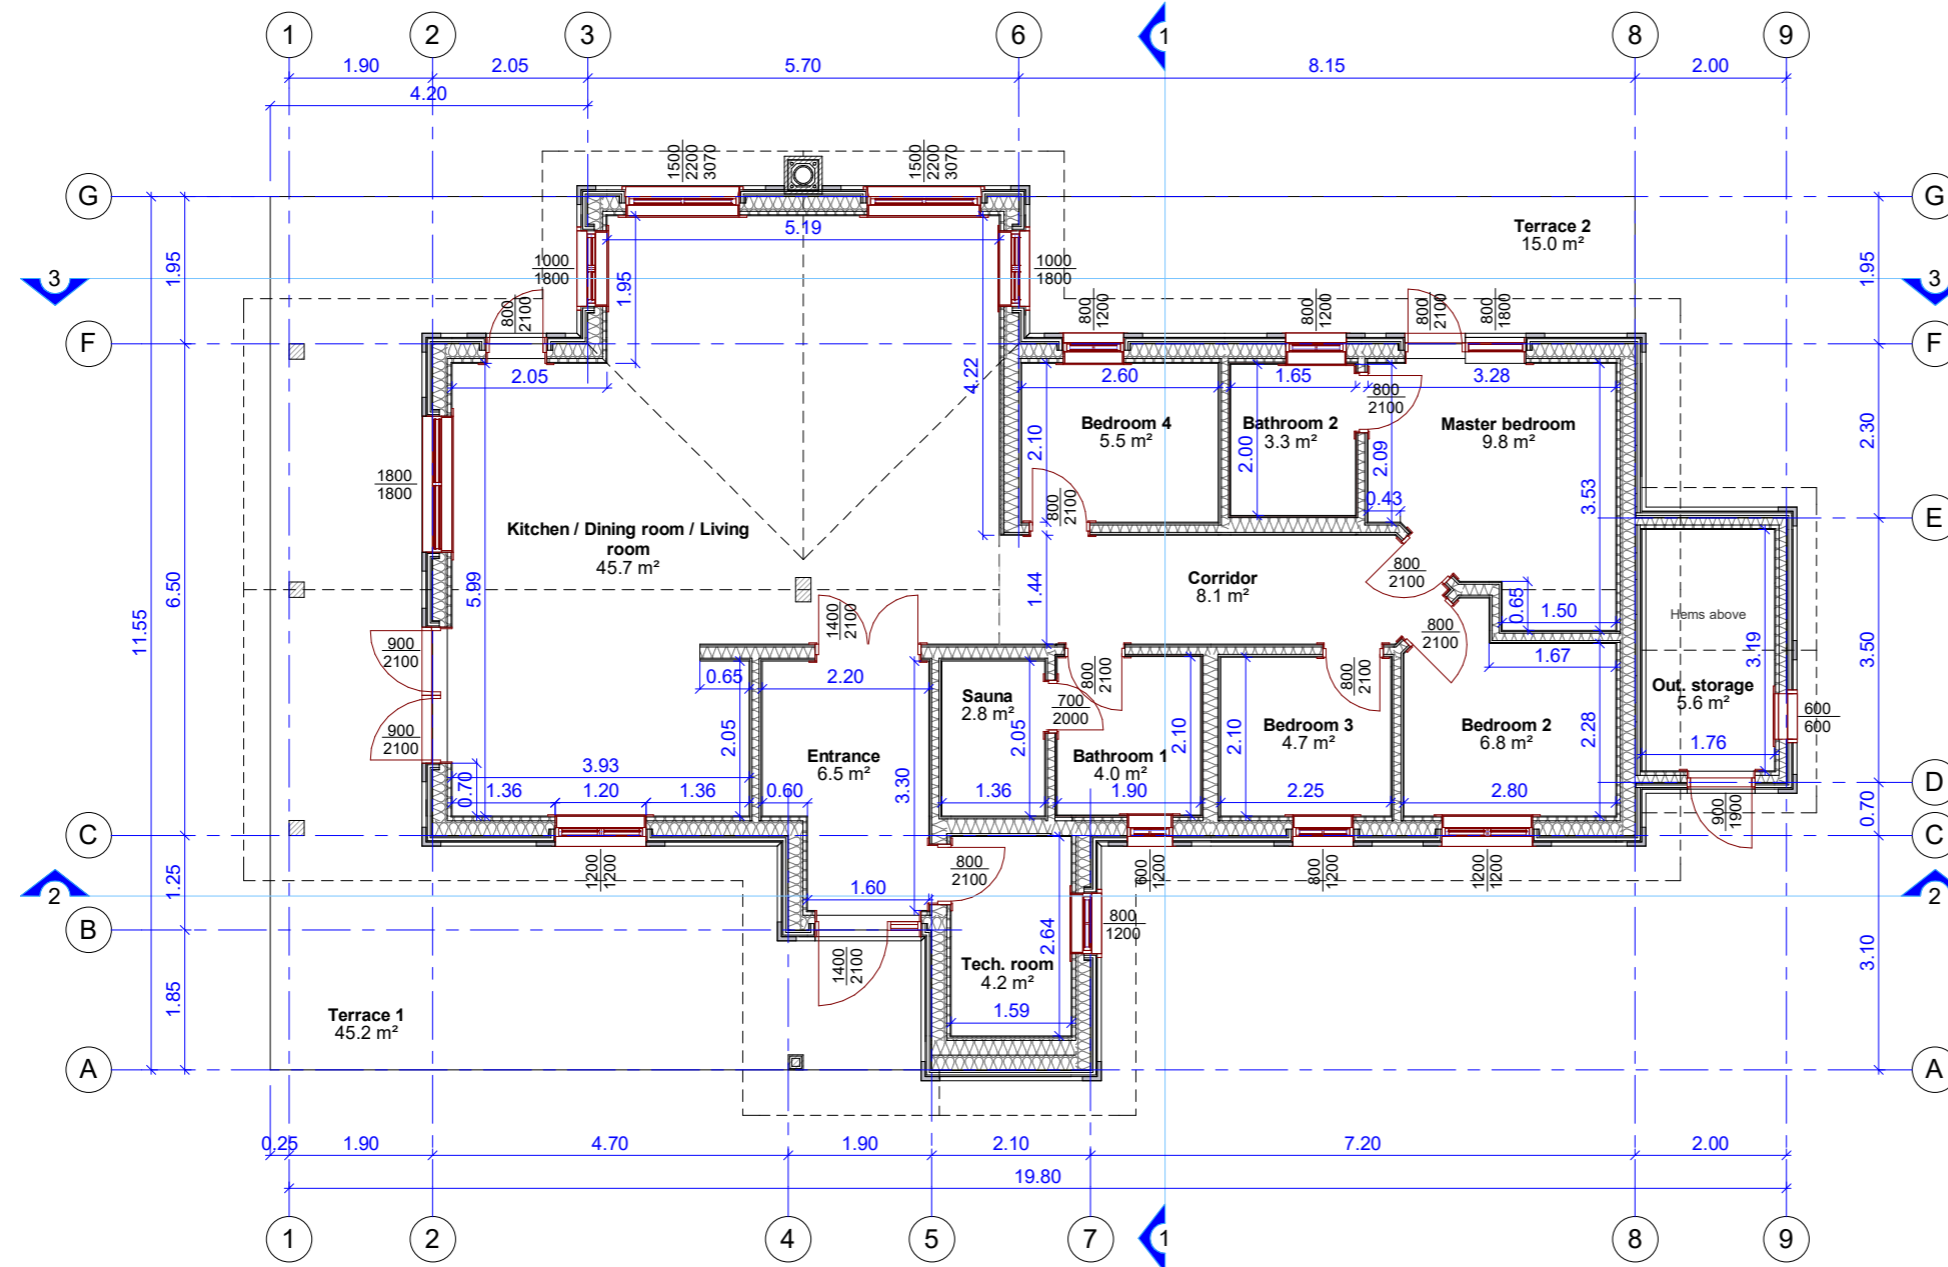 1 2 3 6 1 8 9
1.90 2.05 5.70 8.15 2.00
4.20
1500 2200 3070 1500 2200 3070
G G
Terrace 2
15.0 m²
5.19
1.95 1.95 1.95
1000 1800 1000 1800
3 3
800 2100 800 1200 800 1200 800 2100 800 1800
F F
2.05 4.22 2.60 1.65 3.28
800 2100
Bedroom 4 Bathroom 2 Master bedroom
5.5 m² 3.3 m² 9.8 m²
2.10 2.00 2.09 2.30
1800 1800
0.43 3.53
800 2100
E E
Kitchen / Dining room / Living
room
45.7 m²
5.99 6.50 11.55
Corridor
8.1 m²
1.44
800 2100
0.65 1.50
Hems above
1400 2100
800 2100
3.19 3.50
900 2100
0.65 2.20
Sauna
2.8 m²
800 2100
700 2000
800 2100
1.67
Out. storage
5.6 m²
600 600
900 2100
2.05 2.05 2.10 2.10 2.28
Entrance
6.5 m²
Bathroom 1
4.0 m²
Bedroom 3
4.7 m²
Bedroom 2
6.8 m²
1.76
3.93
D
0.70 1.36 1.20 1.36 0.60 3.30 1.36 1.90 2.25 2.80
900 1900
0.70
C C
1200 1200 800 2100 600 1200 800 1200 1200 1200
1.25
2 2
1.60
800 1200
B
2.64
1400 2100
Tech. room
4.2 m²
1.59
3.10
1.85
Terrace 1
45.2 m²
A A
0.25 1.90 4.70 1.90 2.10 7.20 2.00
19.80
1 2 4 5 7 1 8 9